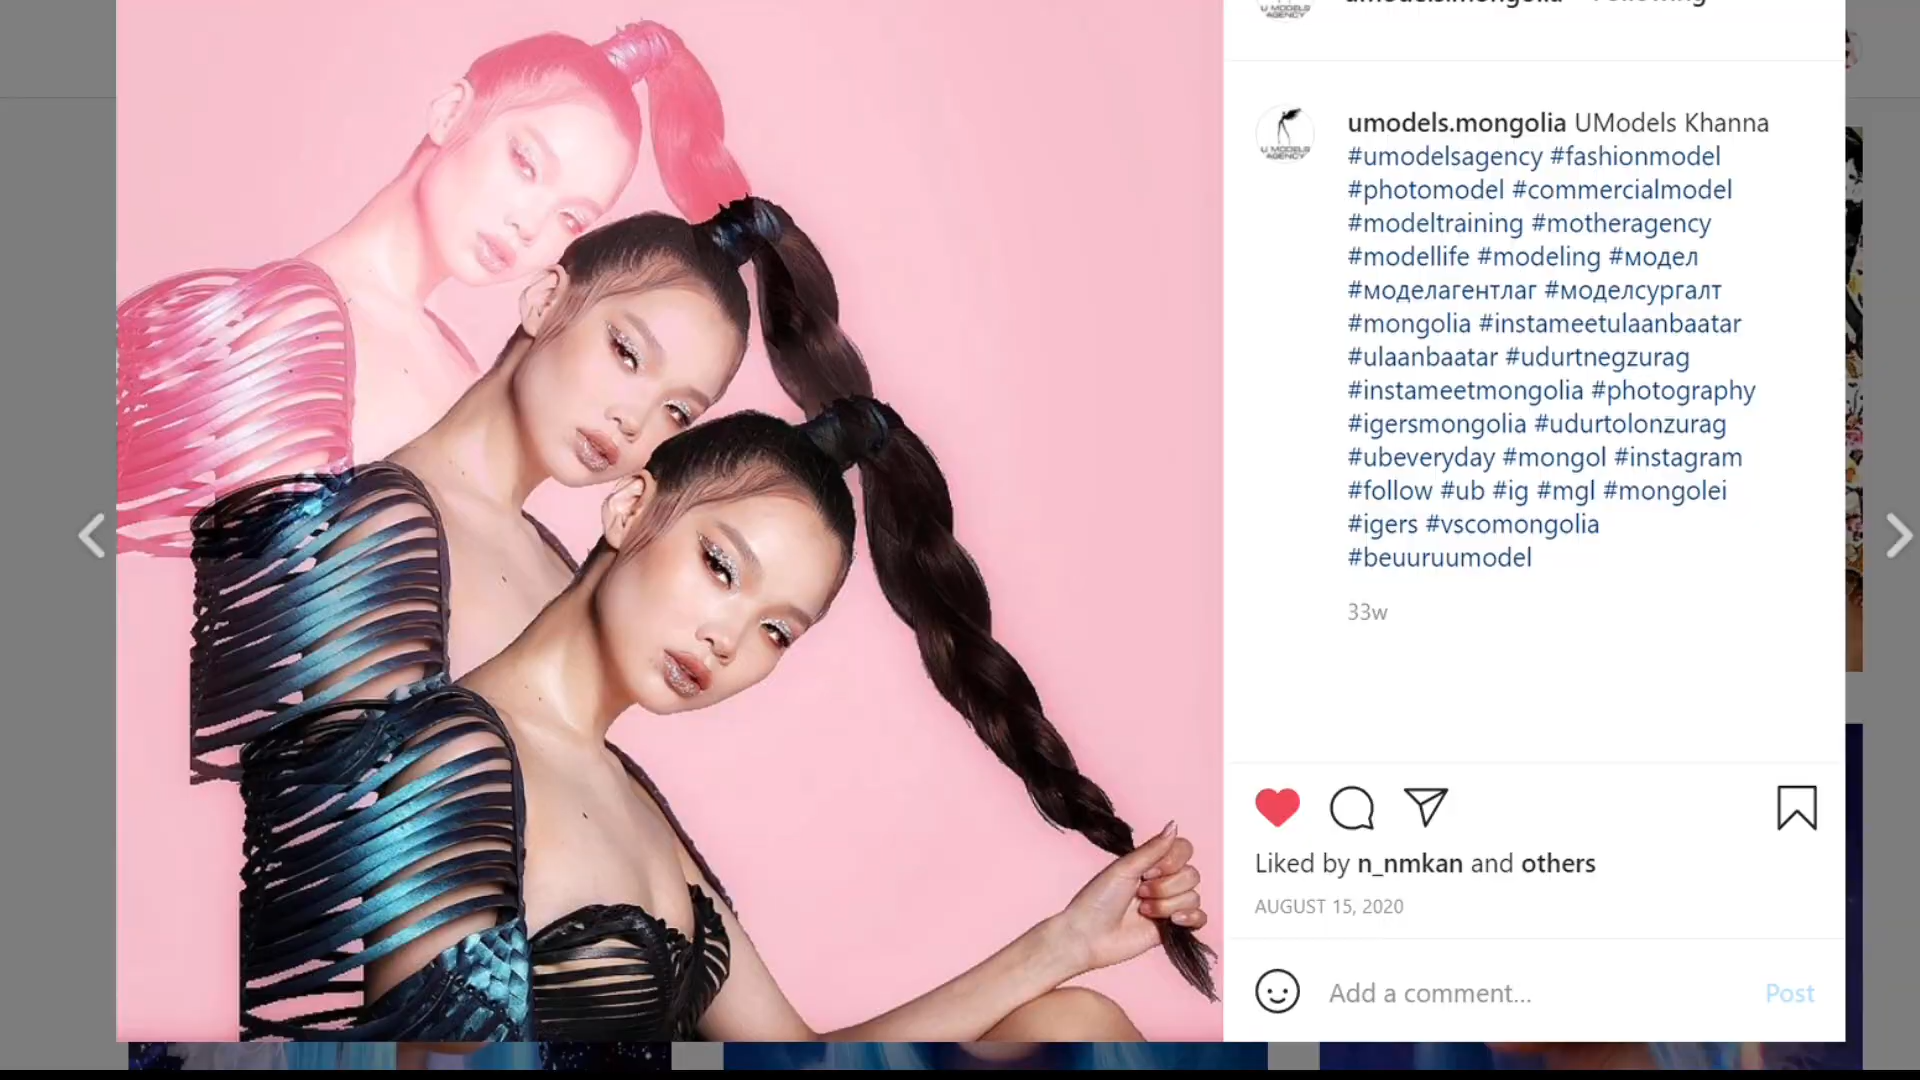 umodels.mongolia UModels Khanna
#umodelsagency #fashionmodel
#photomodel #commercialmodel
#modeltraining #motheragency
#modellife #modeling #модел
#моделагентлаг #моделсургалт
#mongolia #instameetulaanbaatar
#ulaanbaatar #udurtnegzurag
#instameetmongolia #photography
#igersmongolia #udurtolonzurag
#ubeveryday #mongol #instagram
#follow #ub #ig #mgl #mongolei
#igers #vscomongolia
#beuuruumodel
33w
Liked by n_nmkan and others
AUGUST 15, 2020
Add a comment... Post
U MODELS
AGENCY